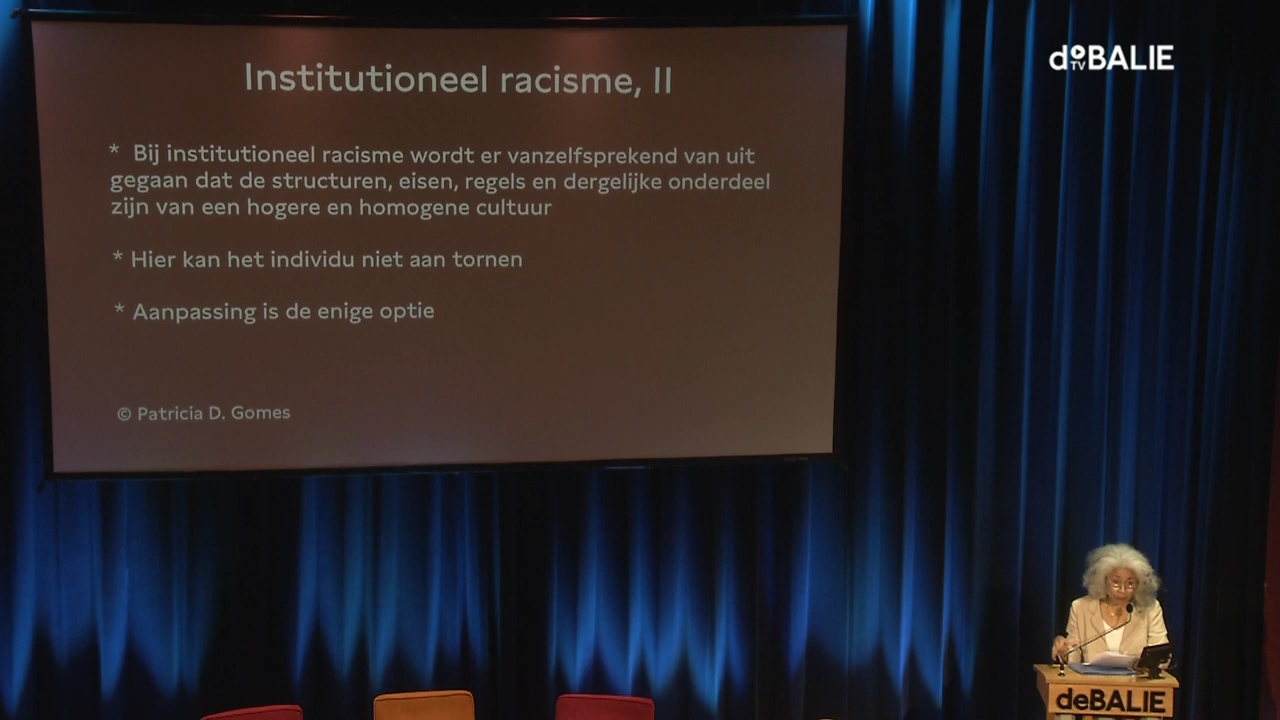 Institutioneel racisme, II
* Bij institutioneel racisme wordt er vanzelfsprekend van uit
gegaan dat de structuren, eisen, regels en dergelijke onderdeel
zijn van een hogere en homogene cultuur
* Hier kan het individu niet aan tornen
* Aanpassing is de enige optie
© Patricia D. Gomes
deBALIE
TV
deBALIE